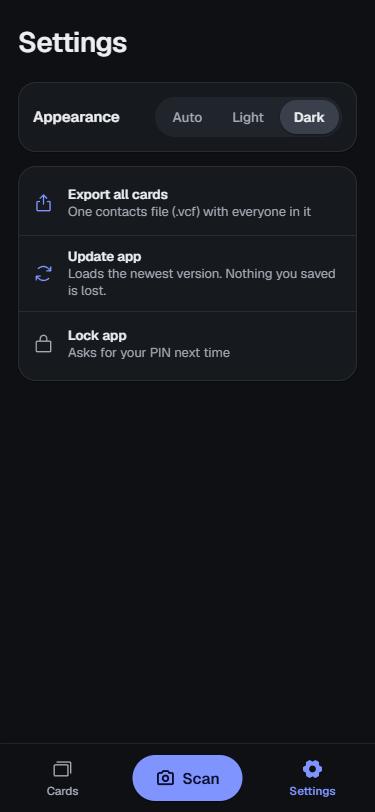 Settings
Appearance
Auto
Light
Dark
Export all cards
One contacts file (.vcf) with everyone in it
Update app
Loads the newest version. Nothing you saved
is lost.
Lock app
Asks for your PIN next time
Cards
Scan
Settings